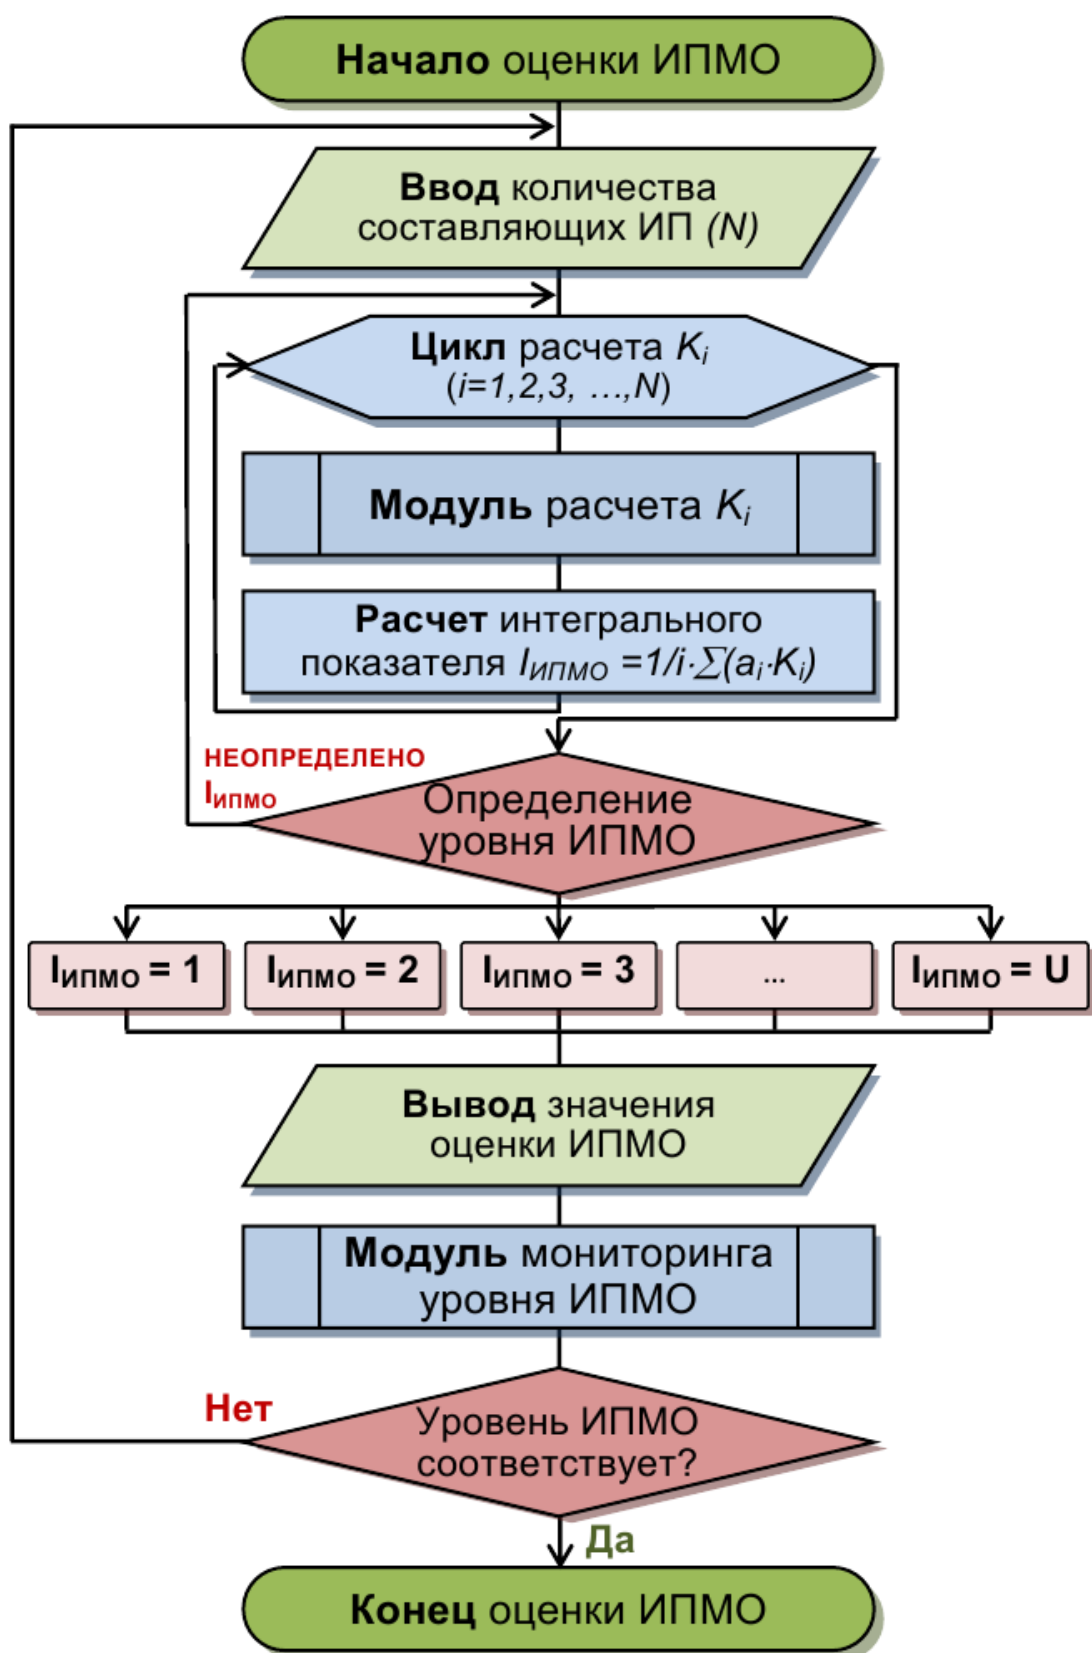 Начало оценки ИПМО
Ввод количества
составляющих ИП (N)
Цикл расчета Ki
(i=1,2,3, …,N)
Модуль расчета Ki
Расчет интегрального
показателя IИПМО =1/i·∑(ai·Ki)
НЕОПРЕДЕЛЕНО
IИПМО
Определение
уровня ИПМО
IИПМО = 1
IИПМО = 2
IИПМО = 3
...
IИПМО = U
Вывод значения
оценки ИПМО
Модуль мониторинга
уровня ИПМО
Нет
Уровень ИПМО
соответствует?
Да
Конец оценки ИПМО